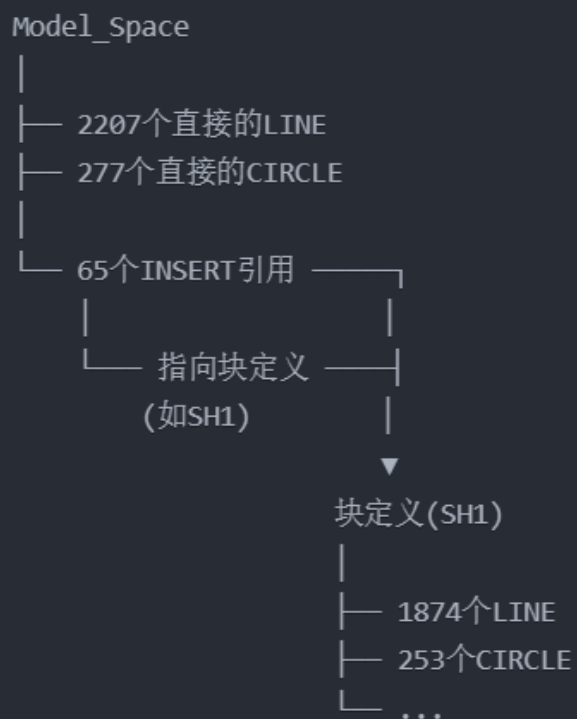 Model_Space
2207个直接的LINE
277个直接的CIRCLE
65个INSERT引用
指向块定义
(如SH1)
块定义(SH1)
1874个LINE
253个CIRCLE
...